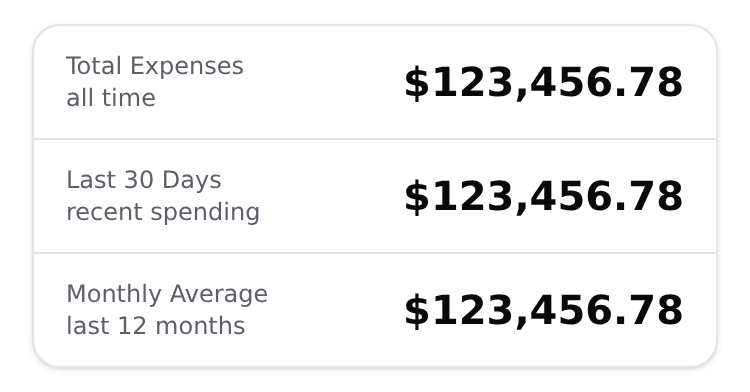 Total Expenses
all time
$123,456.78
Last 30 Days
recent spending
$123,456.78
Monthly Average
last 12 months
$123,456.78